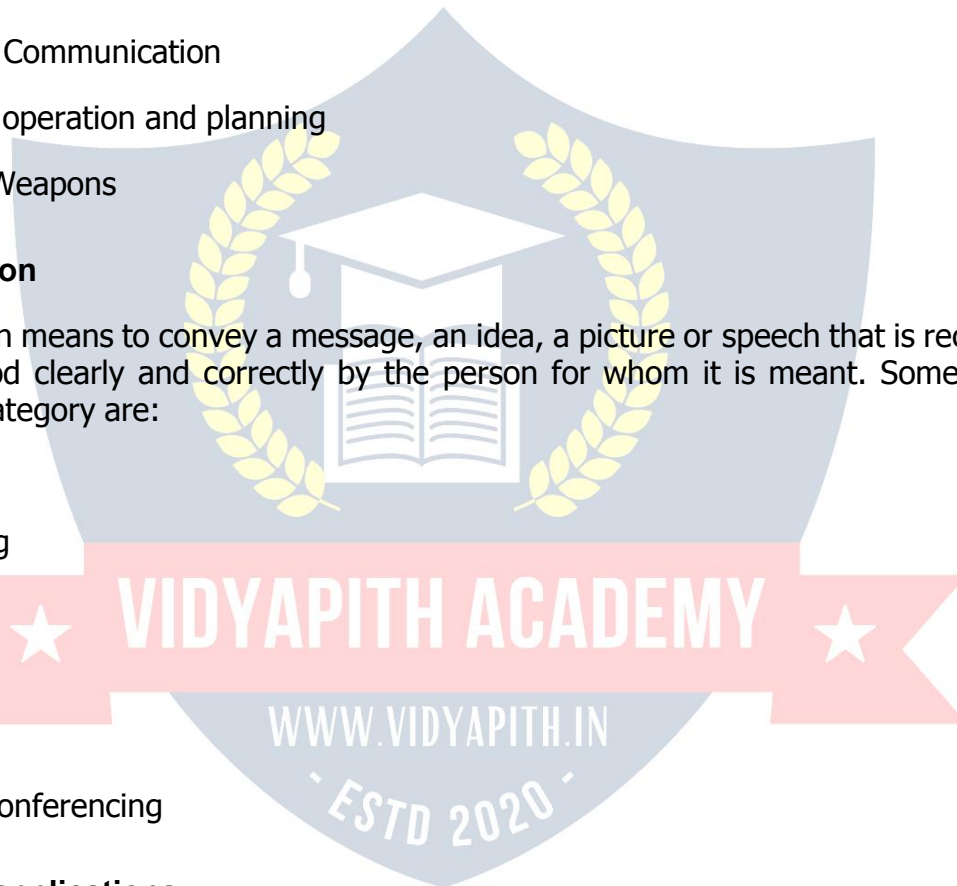 Communication
operation and planning
Weapons
on
n means to convey a message, an idea, a picture or speech that is rec
od clearly and correctly by the person for whom it is meant. Some
ategory are:
g
VIDYAPITH ACADEMY
WWW.VIDYAPITH.IN
- ESTD 2020 -
onferencing